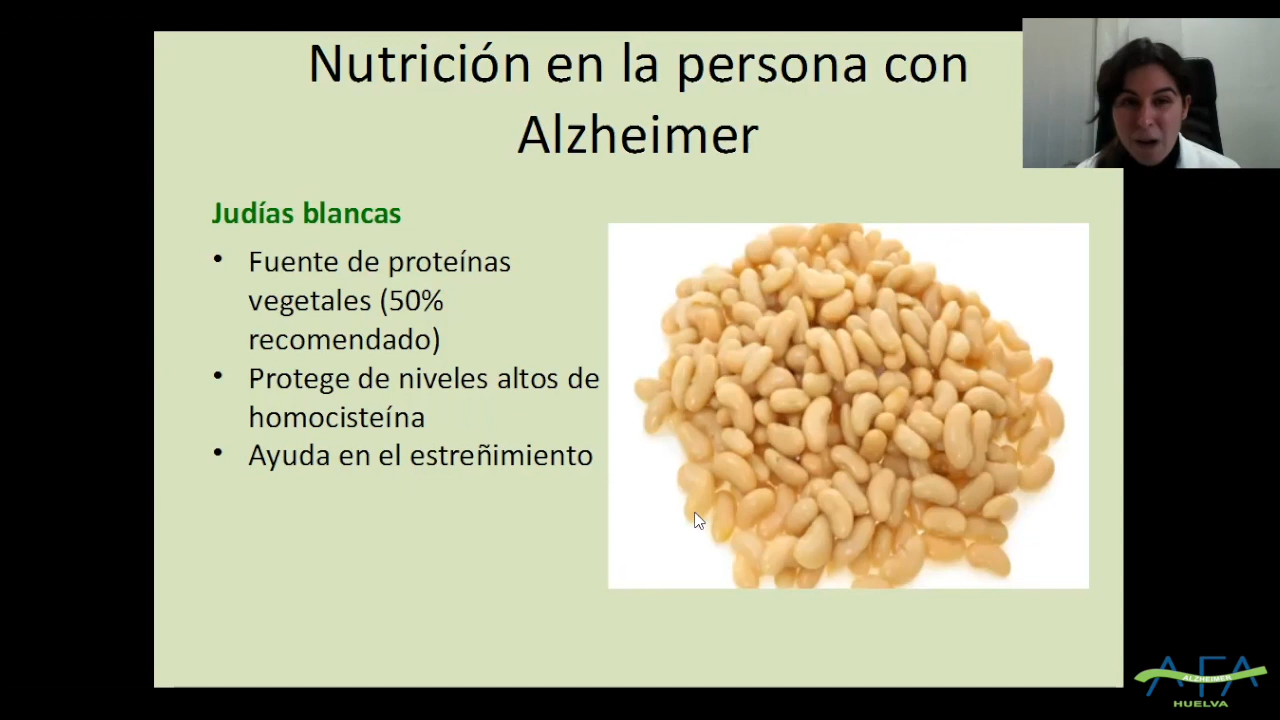 Nutrición en la persona con
Alzheimer
Judías blancas
• Fuente de proteínas
vegetales (50%
recomendado)
• Protege de niveles altos de
homocisteína
• Ayuda en el estreñimiento
AFA
ALZHEIMER
HUELVA